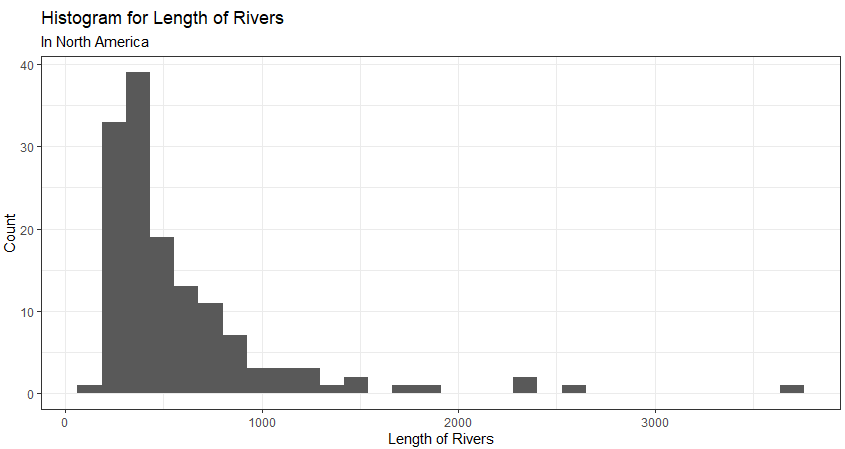 Histogram for Length of Rivers
In North America
40
30
20
10
0
Count
0 1000 2000 3000
Length of Rivers